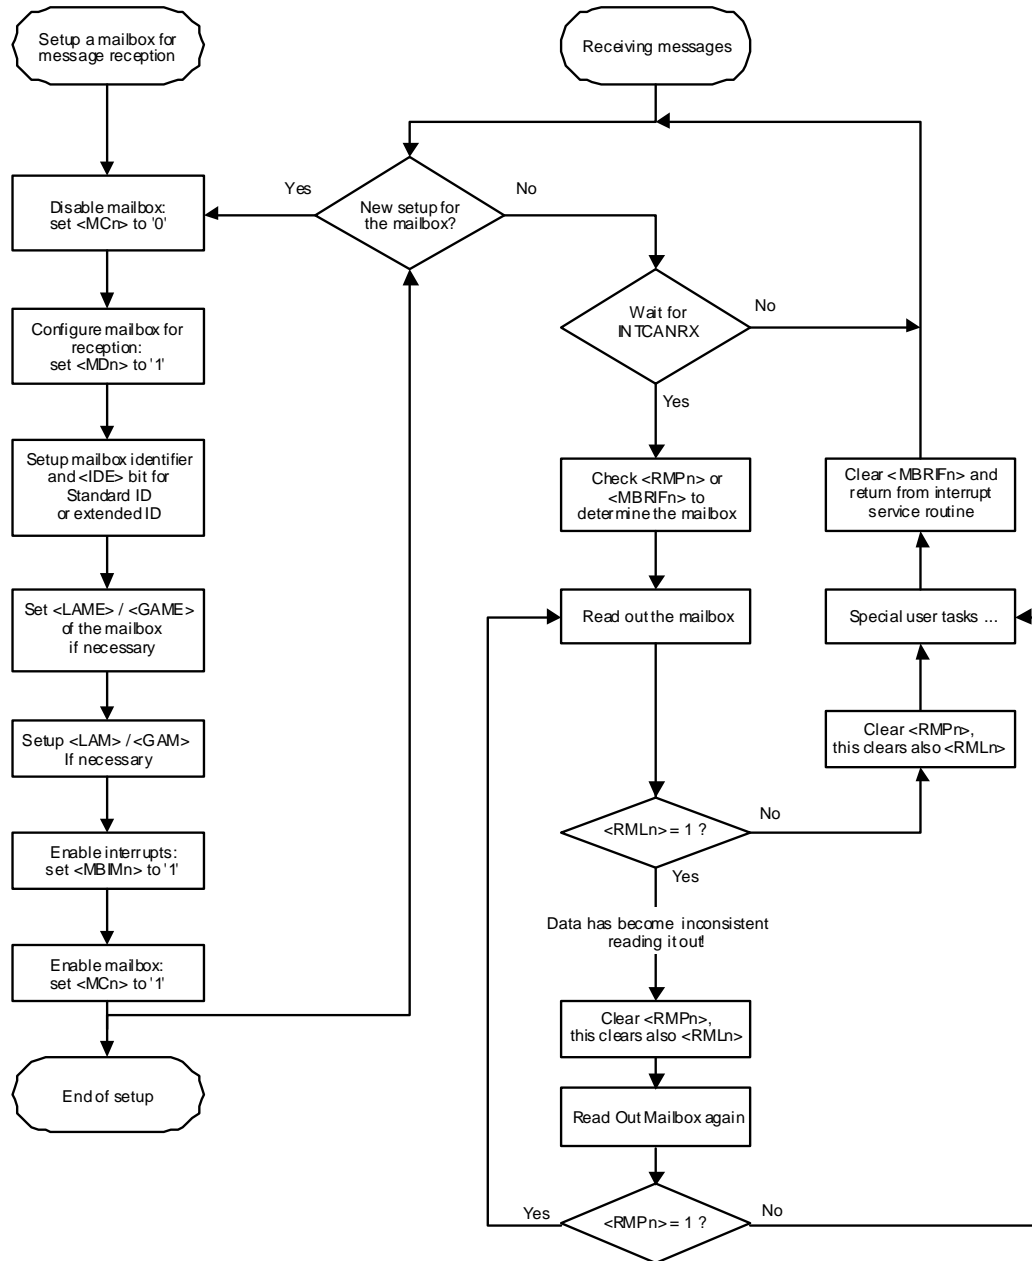 Setup a mailbox for
message reception
Disable mailbox:
set <MCn> to '0'
Configure mailbox for
reception:
set <MDn> to '1'
Setup mailbox identifier
and <IDE> bit for
Standard ID
or extended ID
Set <LAME> / <GAME>
of the mailbox
if necessary
Setup <LAM> / <GAM>
If necessary
Enable interrupts:
set <MBIMn> to '1'
Enable mailbox:
set <MCn> to '1'
End of setup
Receiving messages
Yes
New setup for
the mailbox?
No
Wait for
INTCANRX
No
Yes
Check <RMPn> or
<MBRIFn> to
determine the mailbox
Read out the mailbox
<RMLn> = 1 ?
No
Yes
Data has become inconsistent
reading it out!
Clear <RMPn>,
this clears also <RMLn>
Read Out Mailbox again
Yes
<RMPn> = 1 ?
No
Clear <MBRIFn> and
return from interrupt
service routine
Special user tasks ...
Clear <RMPn>,
this clears also <RMLn>